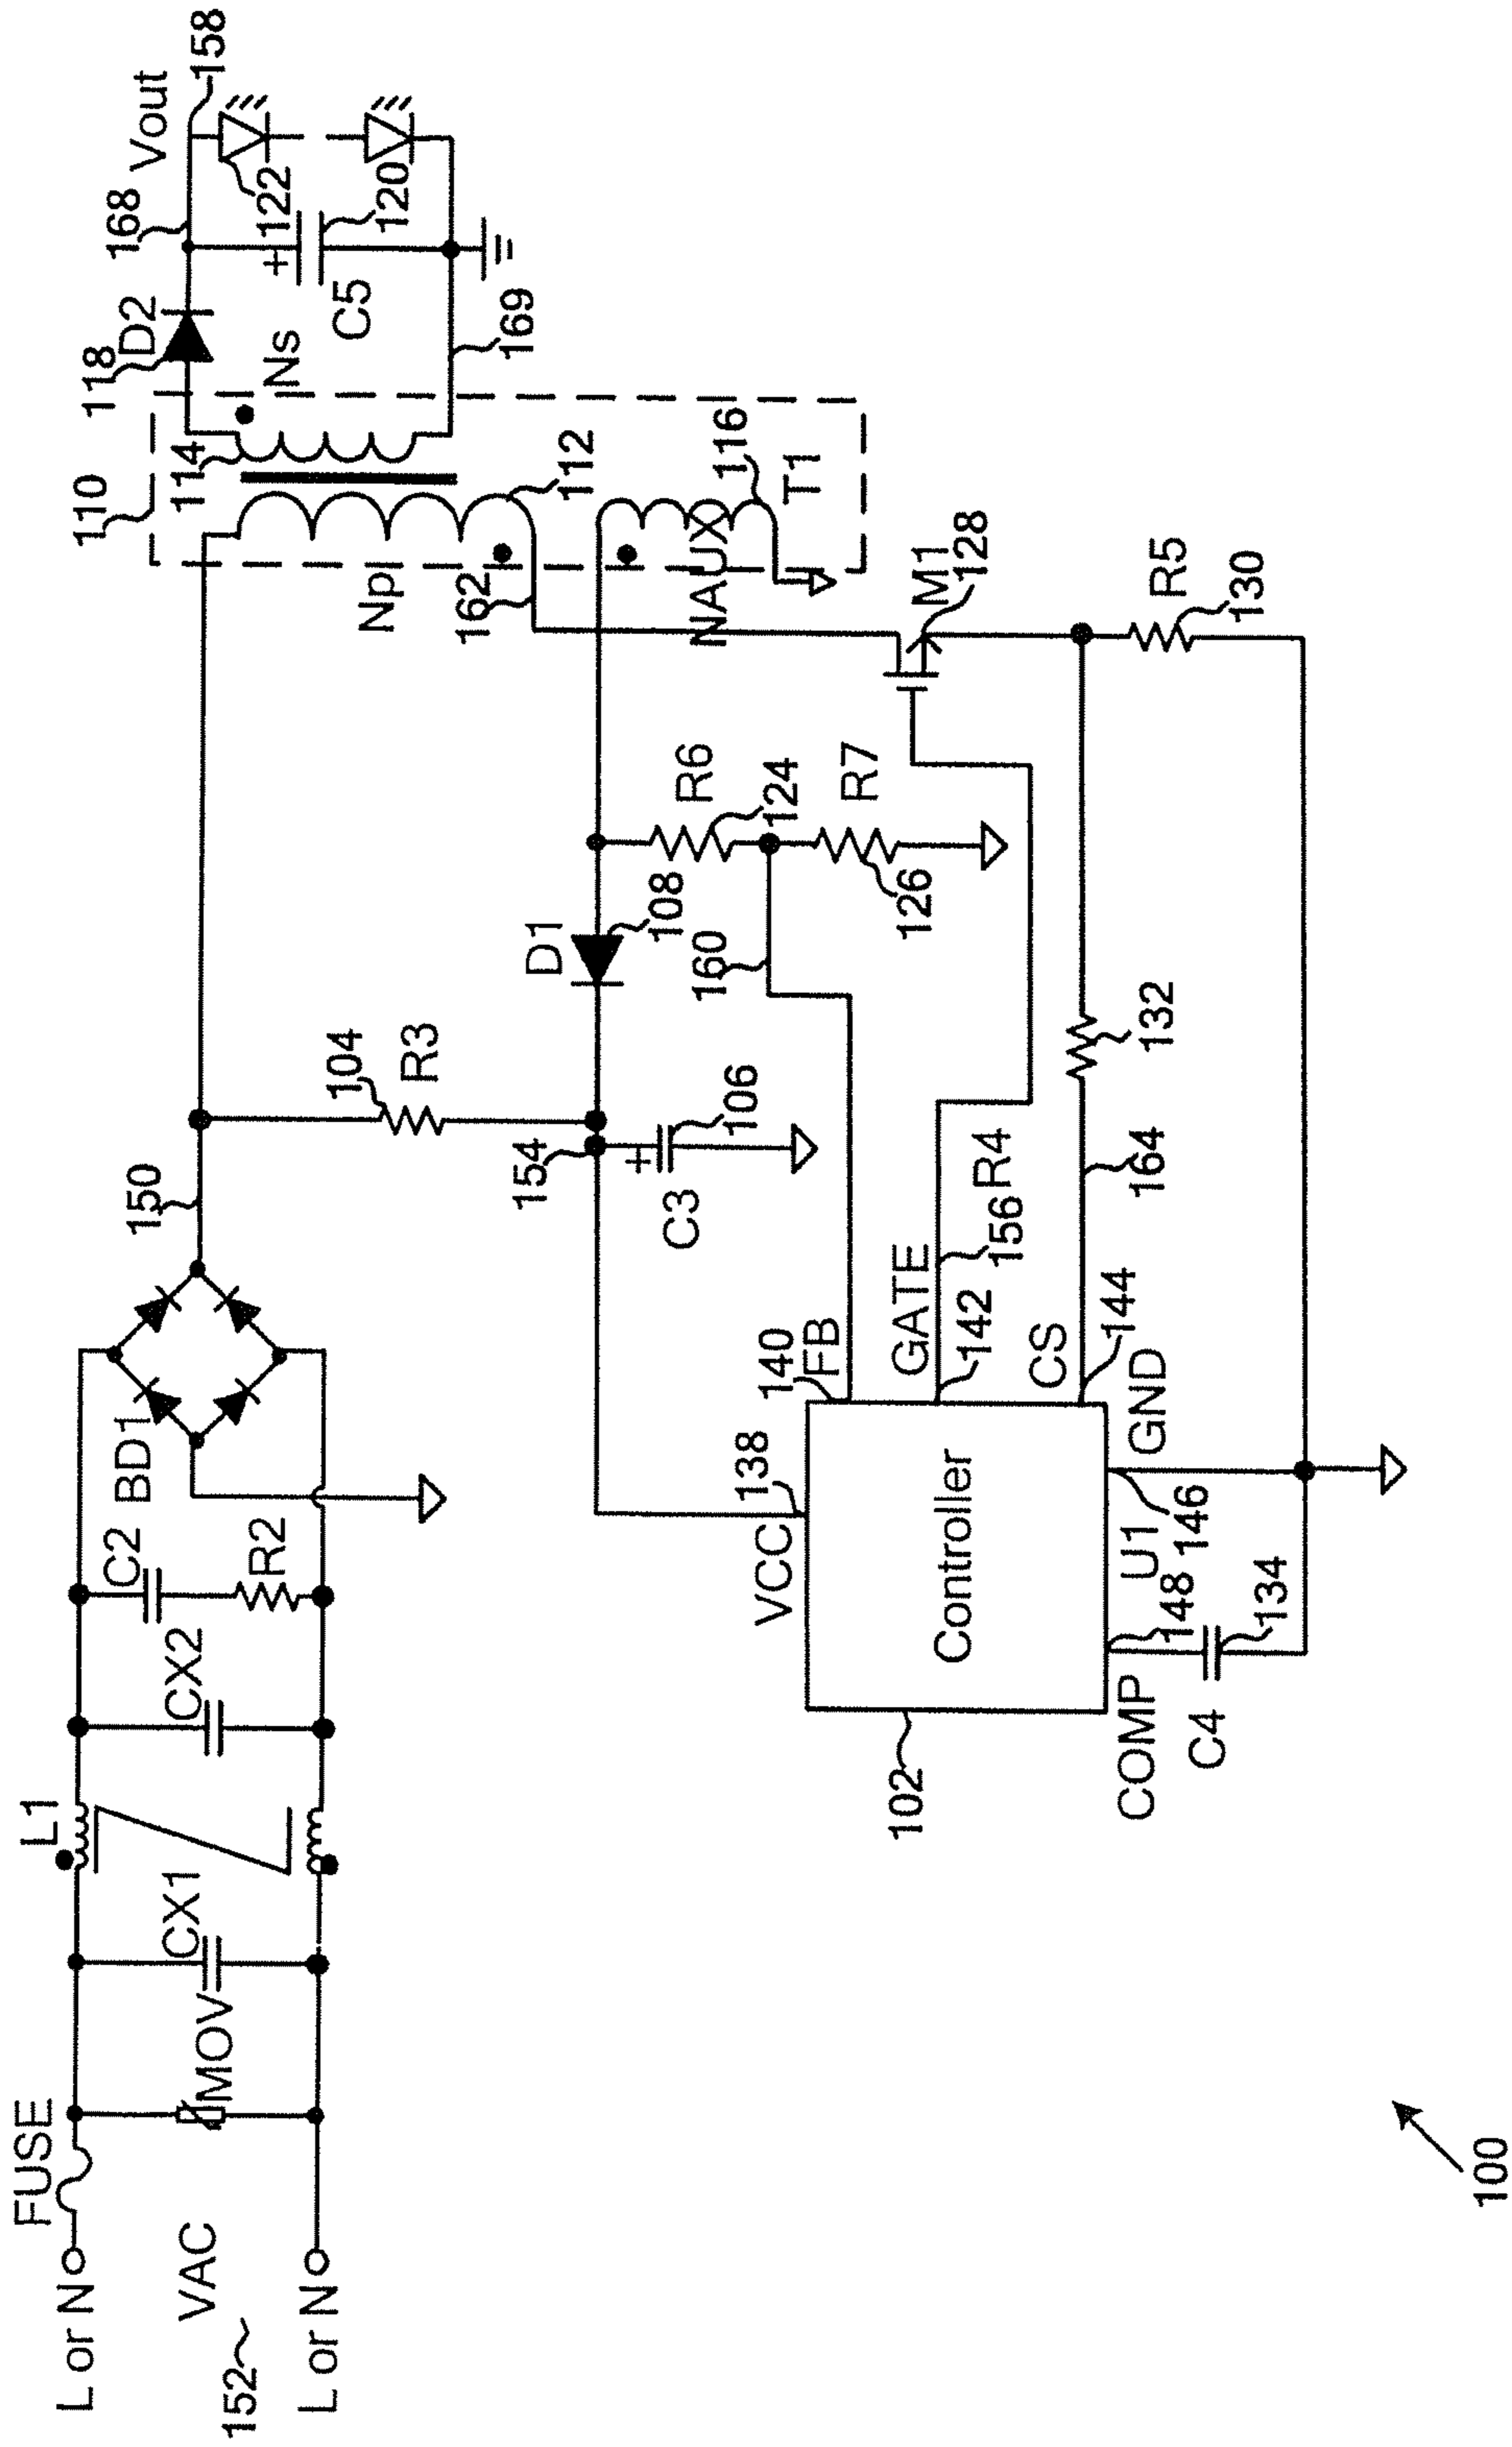 FUSE
L or N
VAC
152
L or N
MOV
CX1
L1
CX2
C2
R2
BD1
150
104
R3
154
C3
106
D1
108
R6
124
160
R7
126
110
114
118
D2
Ns
168
Vout
158
122
120
C5
169
Np
112
162
116
NAUX
T1
M1
128
R5
130
132
164
R4
156
GATE
142
CS
144
140
FB
138
VCC
Controller
102
GND
146
U1
148
COMP
C4
134
100